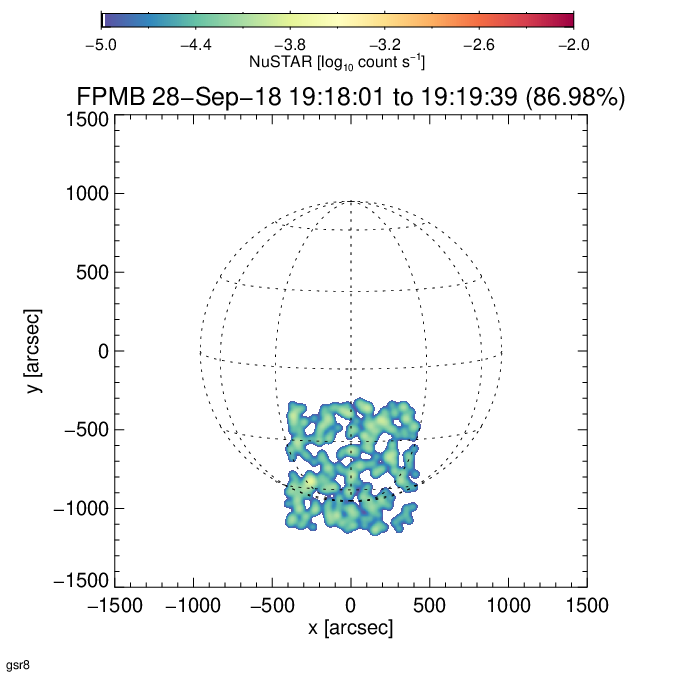 −5.0 −4.4 −3.8 −3.2 −2.6 −2.0
NuSTAR [log₁₀ count s⁻¹]
FPMB 28−Sep−18 19:18:01 to 19:19:39 (86.98%)
1500
1000
500
0
−500
−1000
−1500
y [arcsec]
−1500 −1000 −500 0 500 1000 1500
x [arcsec]
gsr8